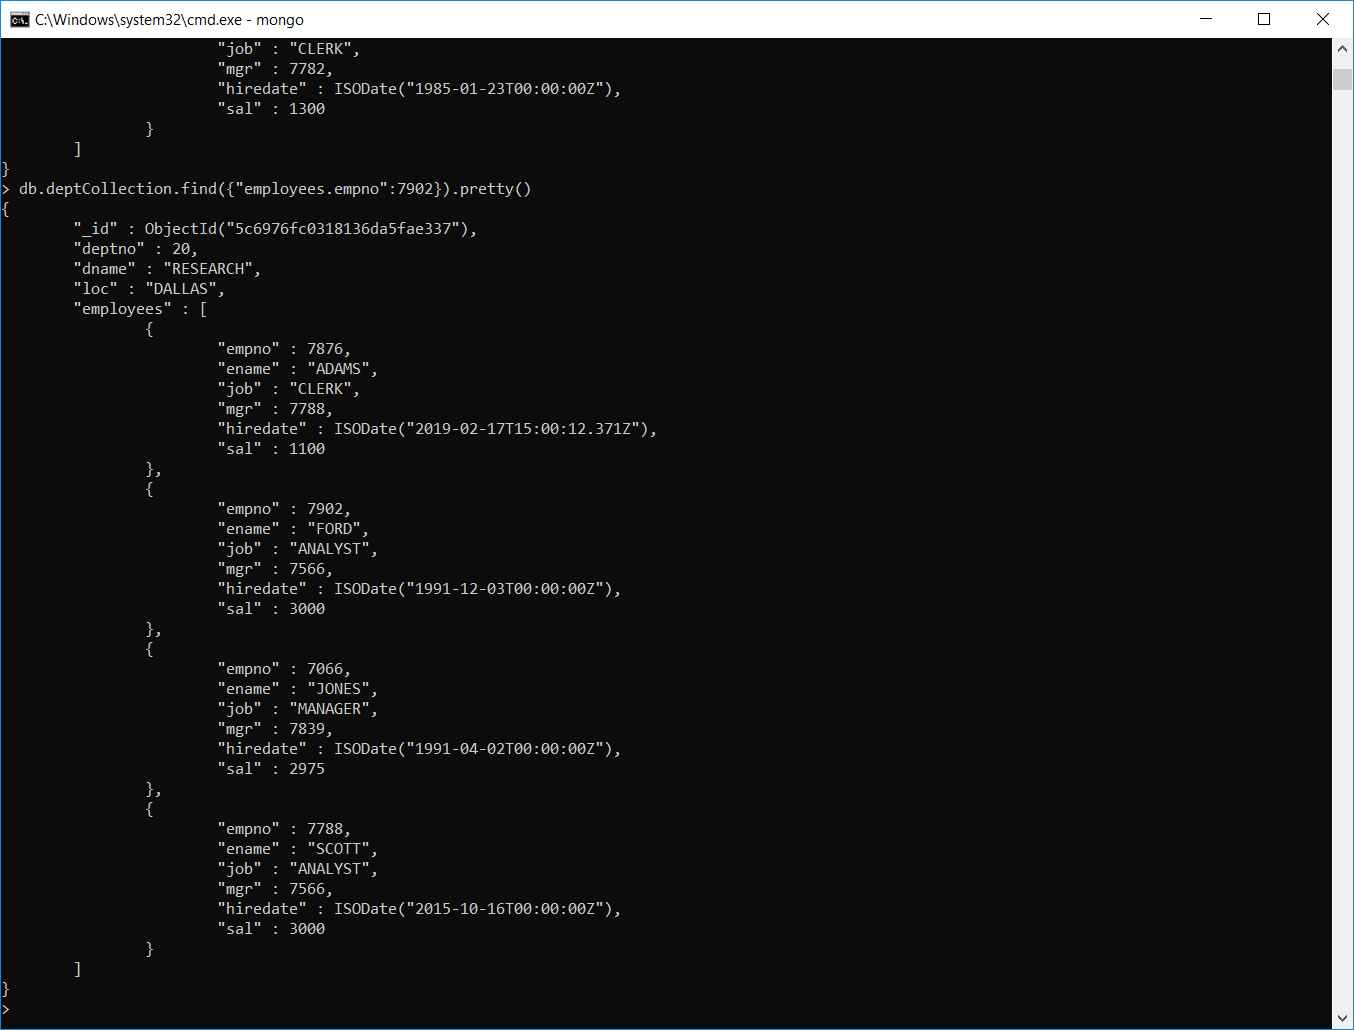 C:\Windows\system32\cmd.exe - mongo
"job" : "CLERK",
"mgr" : 7782,
"hiredate" : ISODate("1985-01-23T00:00:00Z"),
"sal" : 1300
}
]
}
> db.deptCollection.find({"employees.empno":7902}).pretty()
{
"_id" : ObjectId("5c6976fc0318136da5fae337"),
"deptno" : 20,
"dname" : "RESEARCH",
"loc" : "DALLAS",
"employees" : [
{
"empno" : 7876,
"ename" : "ADAMS",
"job" : "CLERK",
"mgr" : 7788,
"hiredate" : ISODate("2019-02-17T15:00:12.371Z"),
"sal" : 1100
},
{
"empno" : 7902,
"ename" : "FORD",
"job" : "ANALYST",
"mgr" : 7566,
"hiredate" : ISODate("1991-12-03T00:00:00Z"),
"sal" : 3000
},
{
"empno" : 7066,
"ename" : "JONES",
"job" : "MANAGER",
"mgr" : 7839,
"hiredate" : ISODate("1991-04-02T00:00:00Z"),
"sal" : 2975
},
{
"empno" : 7788,
"ename" : "SCOTT",
"job" : "ANALYST",
"mgr" : 7566,
"hiredate" : ISODate("2015-10-16T00:00:00Z"),
"sal" : 3000
}
]
}
>